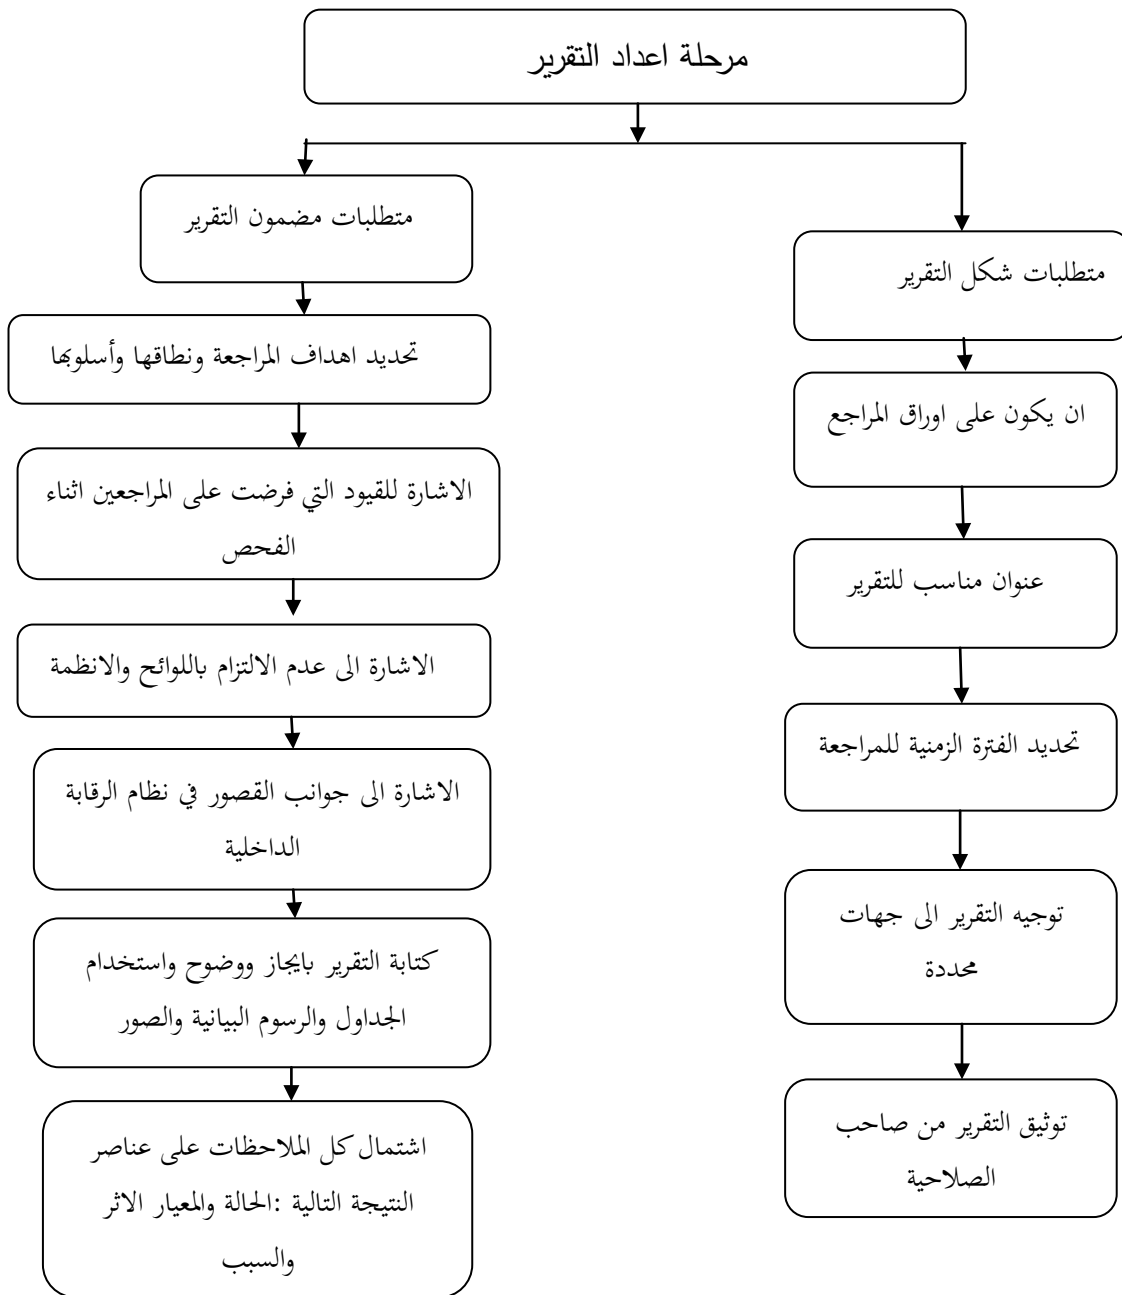 مرحلة اعداد التقرير
متطلبات شكل التقرير
ان يكون على اوراق المراجع
عنوان مناسب للتقرير
تحديد الفترة الزمنية للمراجعة
توجيه التقرير الى جهات
محددة
توثيق التقرير من صاحب
الصلاحية
متطلبات مضمون التقرير
تحديد اهداف المراجعة ونطاقها وأسلوبها
الاشارة للقيود التي فرضت على المراجعين اثناء
الفحص
الاشارة الى عدم الالتزام باللوائح والانظمة
الاشارة الى جوانب القصور في نظام الرقابة
الداخلية
كتابة التقرير بايجاز ووضوح واستخدام
الجداول والرسوم البيانية والصور
اشتمال كل الملاحظات على عناصر
النتيجة التالية :الحالة والمعيار الاثر
والسبب